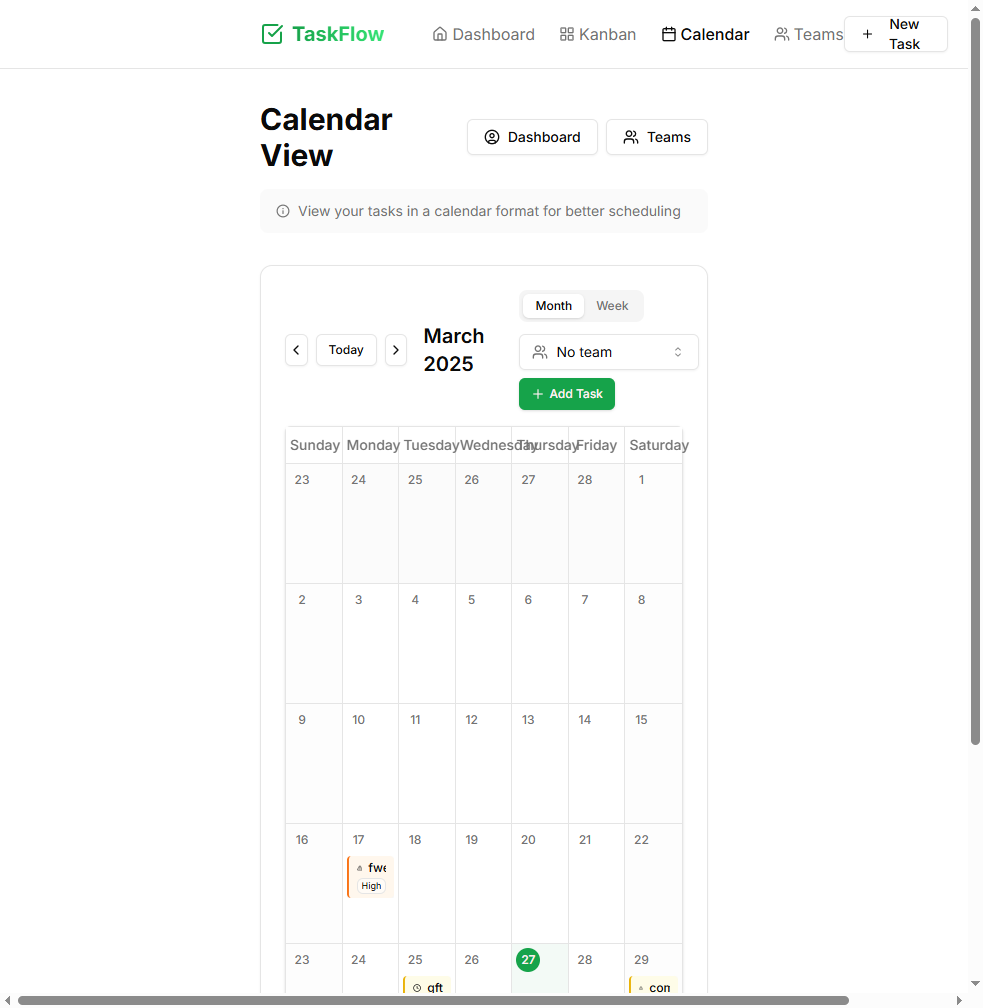 TaskFlow
Dashboard
Kanban
Calendar
Teams
New
Task
Calendar
View
Dashboard
Teams
View your tasks in a calendar format for better scheduling
Month
Week
Today
March
2025
No team
Add Task
Sunday Monday Tuesday Wednesday Thursday Friday Saturday
23 24 25 26 27 28 1
2 3 4 5 6 7 8
9 10 11 12 13 14 15
16 17 18 19 20 21 22
fwe
High
23 24 25 26 27 28 29
con